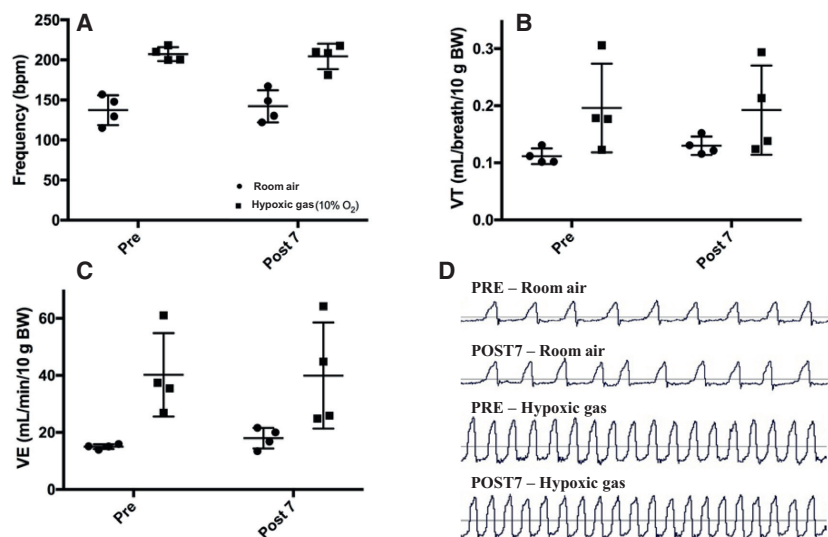 A
250
200
150
100
50
0
Frequency (bpm)
Room air
Hypoxic gas (10% O₂)
Pre
Post 7
B
0.3
0.2
0.1
0.0
VT (mL/breath/10 g BW)
Pre
Post 7
C
60
40
20
0
VE (mL/min/10 g BW)
Pre
Post 7
D
PRE – Room air
POST7 – Room air
PRE – Hypoxic gas
POST7 – Hypoxic gas